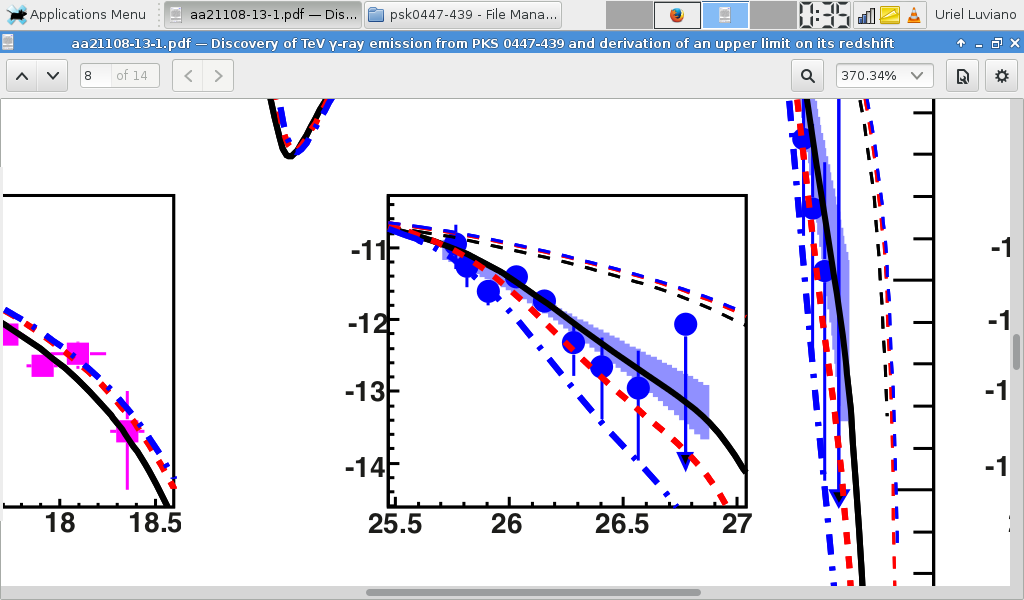 Applications Menu
aa21108-13-1.pdf — Dis...
psk0447-439 - File Mana...
0:35
Uriel Luviano
aa21108-13-1.pdf — Discovery of TeV γ-ray emission from PKS 0447-439 and derivation of an upper limit on its redshift
8 of 14
370.34%
-11
-12
-13
-14
25.5 26 26.5 27
18 18.5
-1
-1
-1
-1